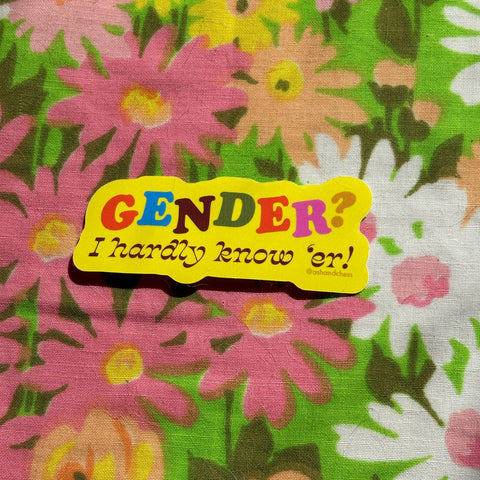 GENDER?
I hardly know 'er!
@ashandchess